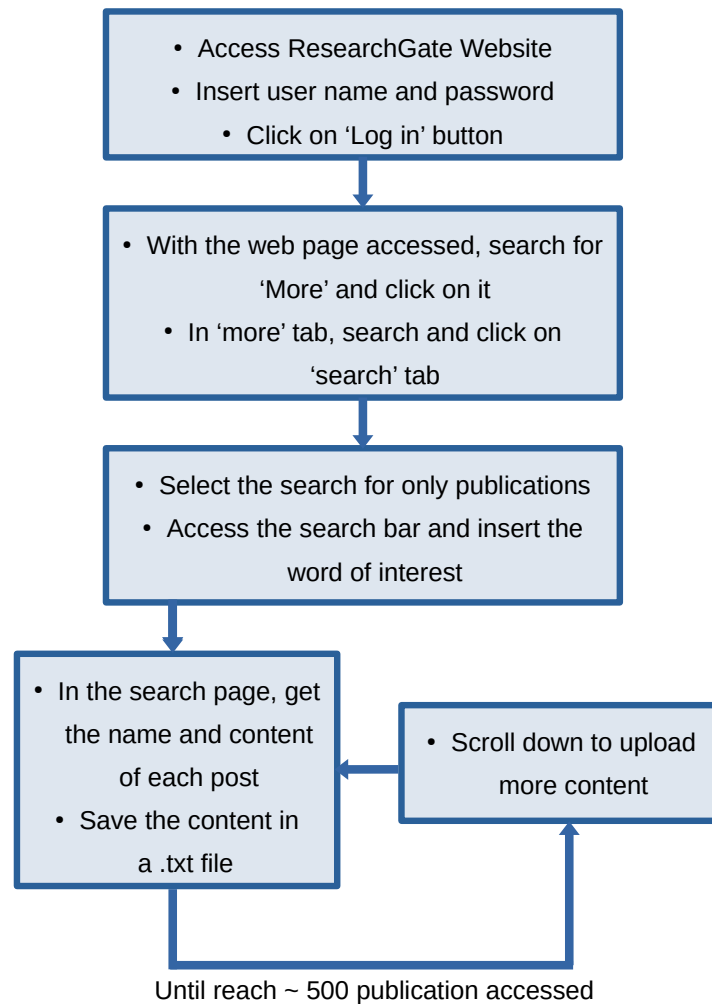 • Access ResearchGate Website
• Insert user name and password
• Click on ‘Log in’ button
• With the web page accessed, search for
‘More’ and click on it
• In ‘more’ tab, search and click on
‘search’ tab
• Select the search for only publications
• Access the search bar and insert the
word of interest
• In the search page, get
the name and content
of each post
• Save the content in
a .txt file
• Scroll down to upload
more content
Until reach ~ 500 publication accessed